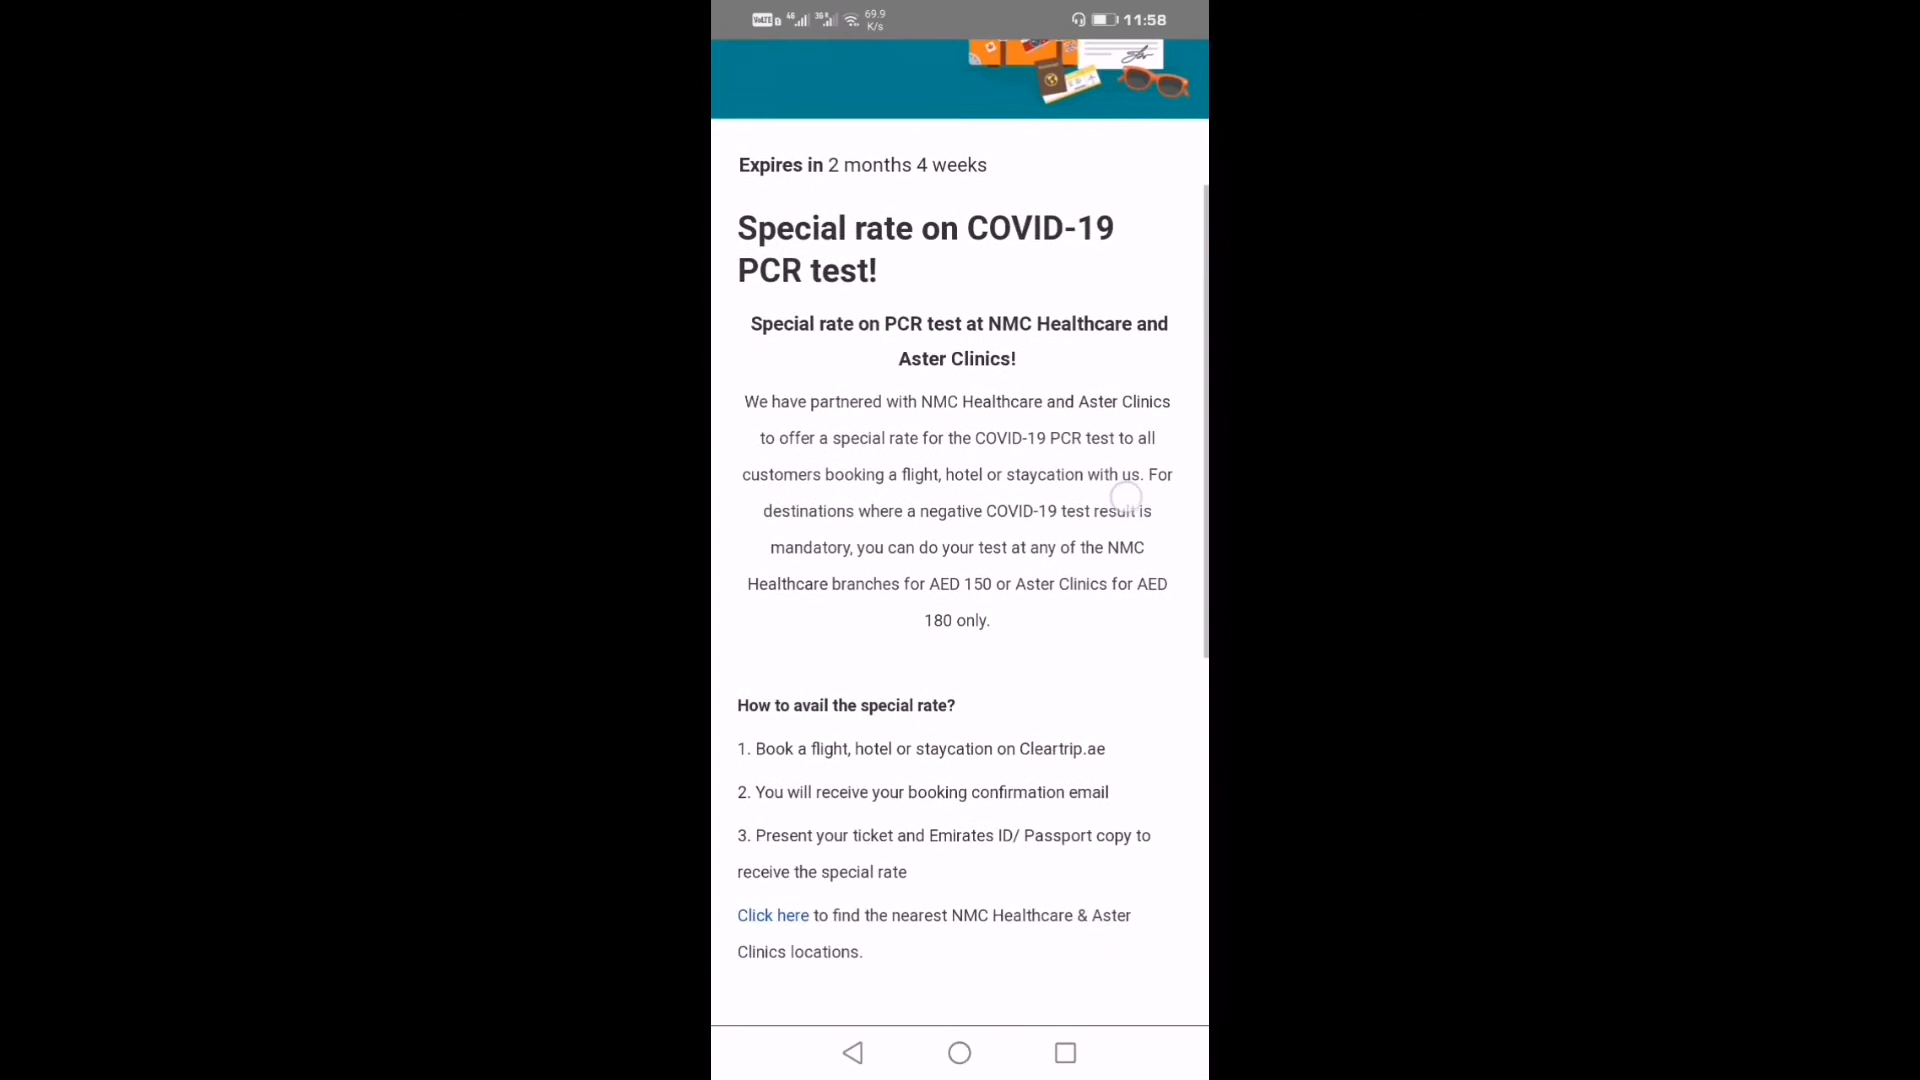 VoLTE 4G 3G 69.9 11:58
K/s
Expires in 2 months 4 weeks
Special rate on COVID-19
PCR test!
Special rate on PCR test at NMC Healthcare and
Aster Clinics!
We have partnered with NMC Healthcare and Aster Clinics
to offer a special rate for the COVID-19 PCR test to all
customers booking a flight, hotel or staycation with us. For
destinations where a negative COVID-19 test result is
mandatory, you can do your test at any of the NMC
Healthcare branches for AED 150 or Aster Clinics for AED
180 only.
How to avail the special rate?
1. Book a flight, hotel or staycation on Cleartrip.ae
2. You will receive your booking confirmation email
3. Present your ticket and Emirates ID/ Passport copy to
receive the special rate
Click here to find the nearest NMC Healthcare & Aster
Clinics locations.